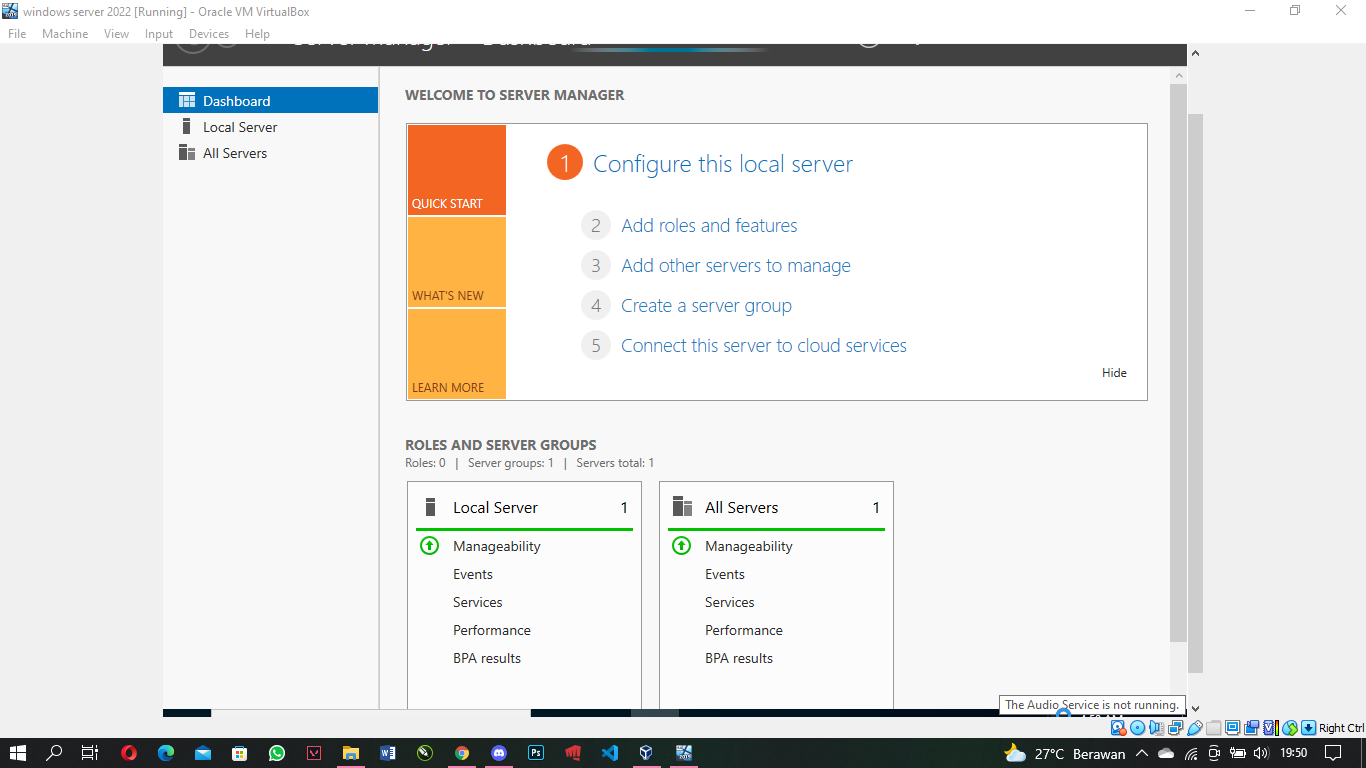 windows server 2022 [Running] - Oracle VM VirtualBox
File Machine View Input Devices Help
Dashboard
Local Server
All Servers
WELCOME TO SERVER MANAGER
QUICK START
WHAT'S NEW
LEARN MORE
1 Configure this local server
2 Add roles and features
3 Add other servers to manage
4 Create a server group
5 Connect this server to cloud services
Hide
ROLES AND SERVER GROUPS
Roles: 0 | Server groups: 1 | Servers total: 1
Local Server 1
Manageability
Events
Services
Performance
BPA results
All Servers 1
Manageability
Events
Services
Performance
BPA results
The Audio Service is not running.
Right Ctrl
27°C Berawan 19:50